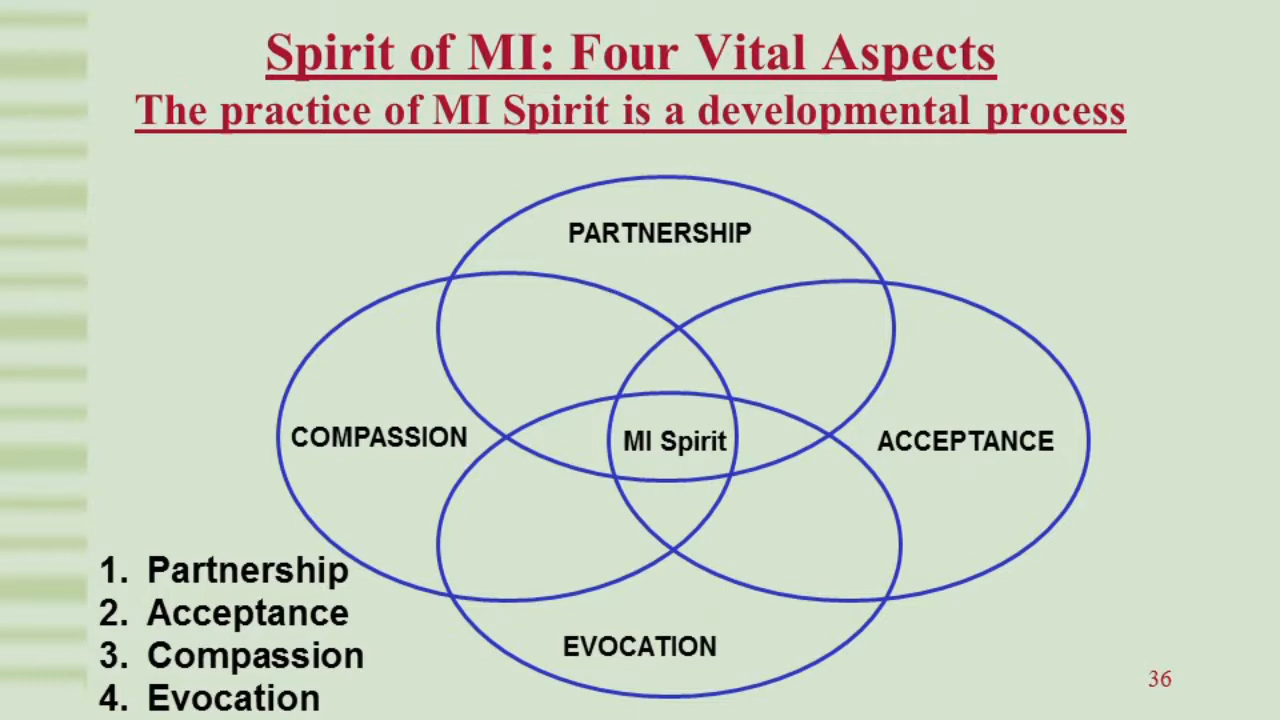 Spirit of MI: Four Vital Aspects
The practice of MI Spirit is a developmental process
PARTNERSHIP
COMPASSION
MI Spirit
ACCEPTANCE
EVOCATION
1. Partnership
2. Acceptance
3. Compassion
4. Evocation
36